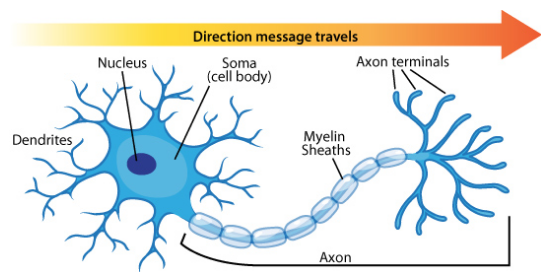 Direction message travels
Nucleus
Soma
(cell body)
Axon terminals
Dendrites
Myelin
Sheaths
Axon